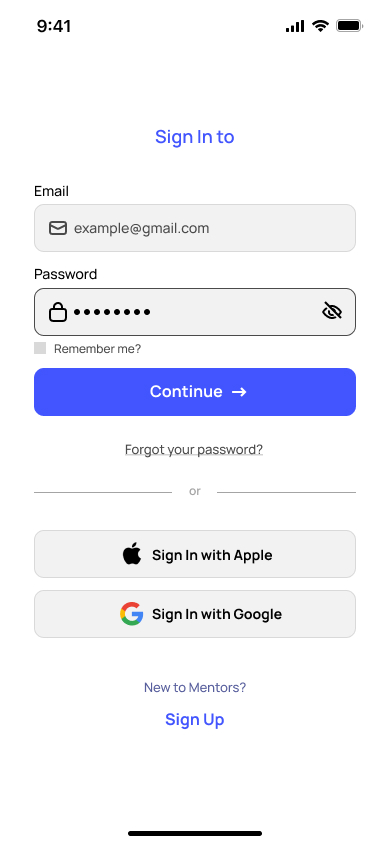 9:41
Sign In to
Email
example@gmail.com
Password
••••••••
Remember me?
Continue →
Forgot your password?
or
Sign In with Apple
Sign In with Google
New to Mentors?
Sign Up